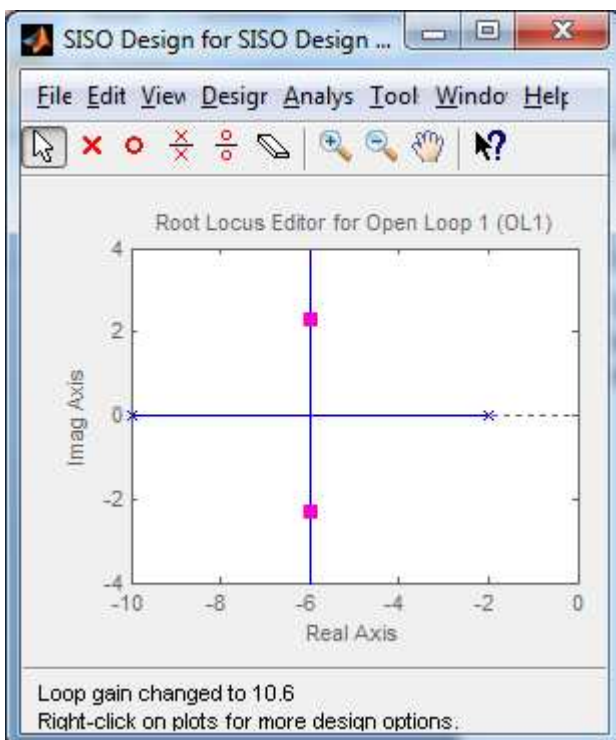 SISO Design for SISO Design ...
File Edit View Desigr Analys Tool Windo Help
Root Locus Editor for Open Loop 1 (OL1)
4
2
0
-2
-4
Imag Axis
-10 -8 -6 -4 -2 0
Real Axis
Loop gain changed to 10.6
Right-click on plots for more design options.